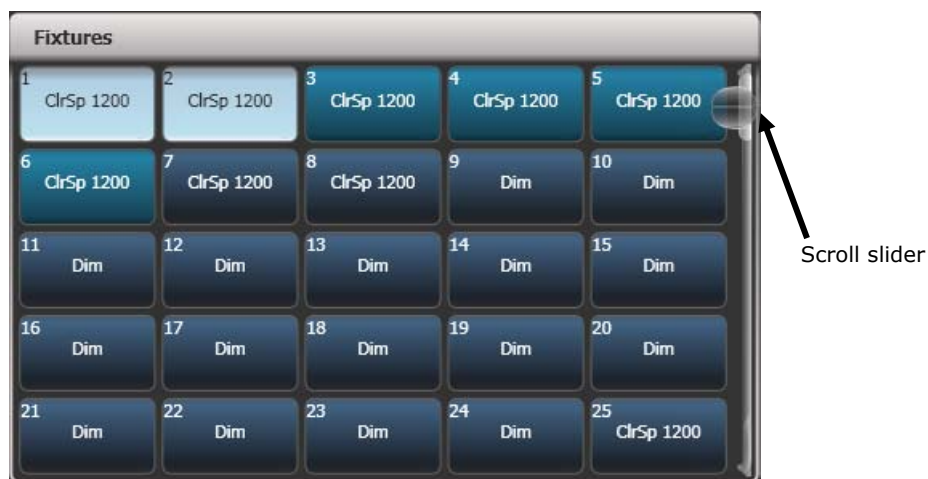 Fixtures
1 2 3 4 5
ClrSp 1200 ClrSp 1200 ClrSp 1200 ClrSp 1200 ClrSp 1200
6 7 8 9 10
ClrSp 1200 ClrSp 1200 ClrSp 1200 Dim Dim
11 12 13 14 15
Dim Dim Dim Dim Dim
Scroll slider
16 17 18 19 20
Dim Dim Dim Dim Dim
21 22 23 24 25
Dim Dim Dim Dim ClrSp 1200